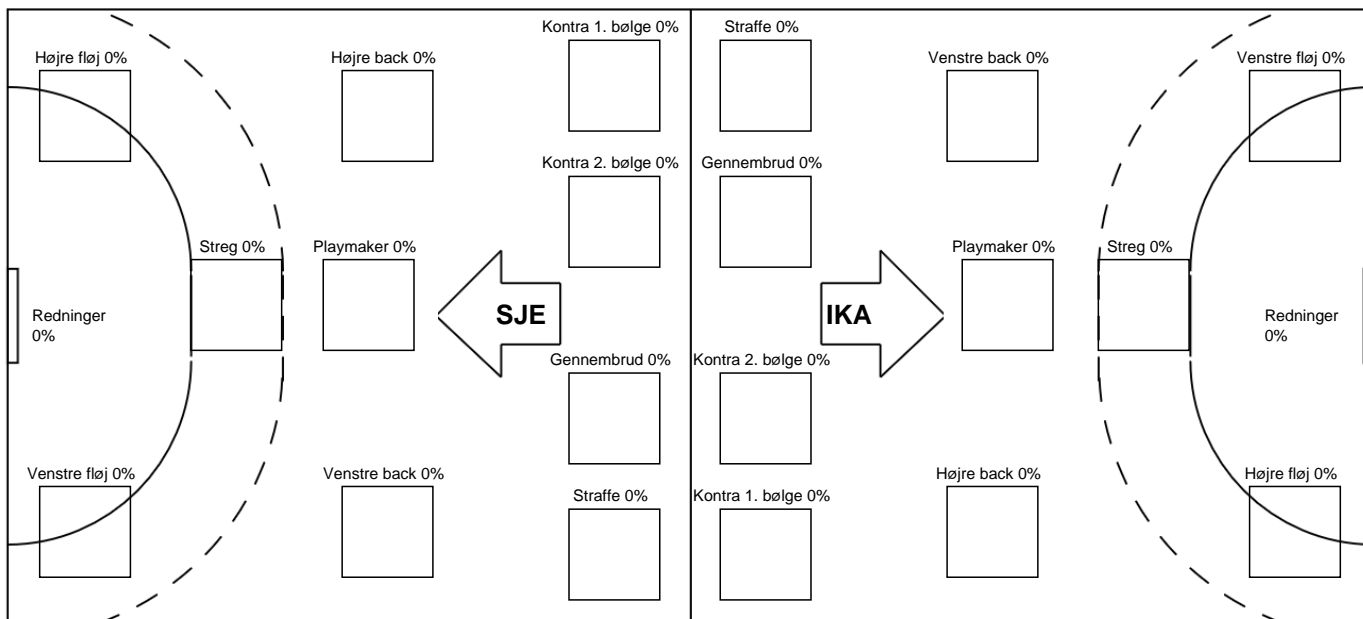 Kontra 1. bølge 0%
Straffe 0%
Højre fløj 0%
Højre back 0%
Venstre back 0%
Venstre fløj 0%
Kontra 2. bølge 0%
Gennembrud 0%
Streg 0%
Playmaker 0%
Playmaker 0%
Streg 0%
Redninger
0%
SJE
IKA
Redninger
0%
Gennembrud 0%
Kontra 2. bølge 0%
Venstre fløj 0%
Venstre back 0%
Højre back 0%
Højre fløj 0%
Straffe 0%
Kontra 1. bølge 0%